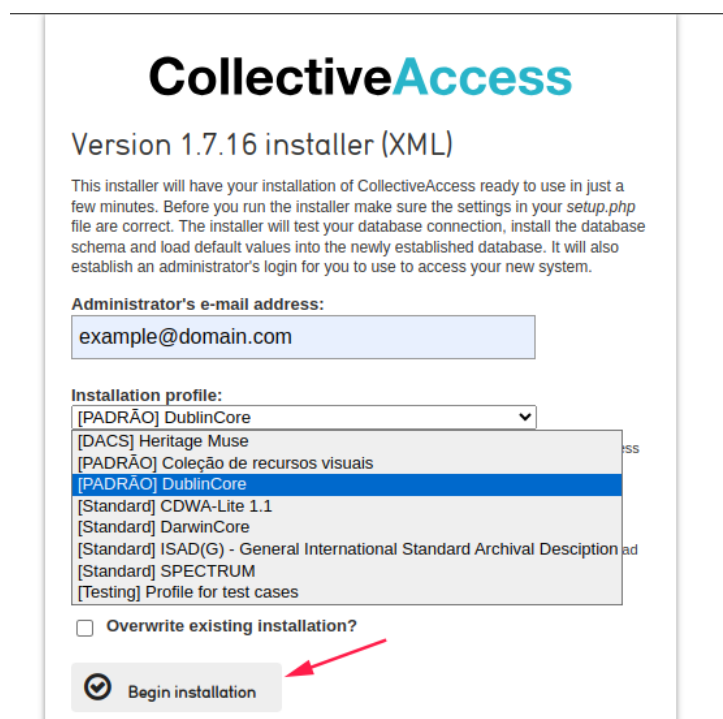 CollectiveAccess
Version 1.7.16 installer (XML)
This installer will have your installation of CollectiveAccess ready to use in just a
few minutes. Before you run the installer make sure the settings in your setup.php
file are correct. The installer will test your database connection, install the database
schema and load default values into the newly established database. It will also
establish an administrator's login for you to use to access your new system.
Administrator's e-mail address:
example@domain.com
Installation profile:
[PADRÃO] DublinCore
[DACS] Heritage Muse
[PADRÃO] Coleção de recursos visuais
[PADRÃO] DublinCore
[Standard] CDWA-Lite 1.1
[Standard] DarwinCore
[Standard] ISAD(G) - General International Standard Archival Desciption
[Standard] SPECTRUM
[Testing] Profile for test cases
Overwrite existing installation?
Begin installation